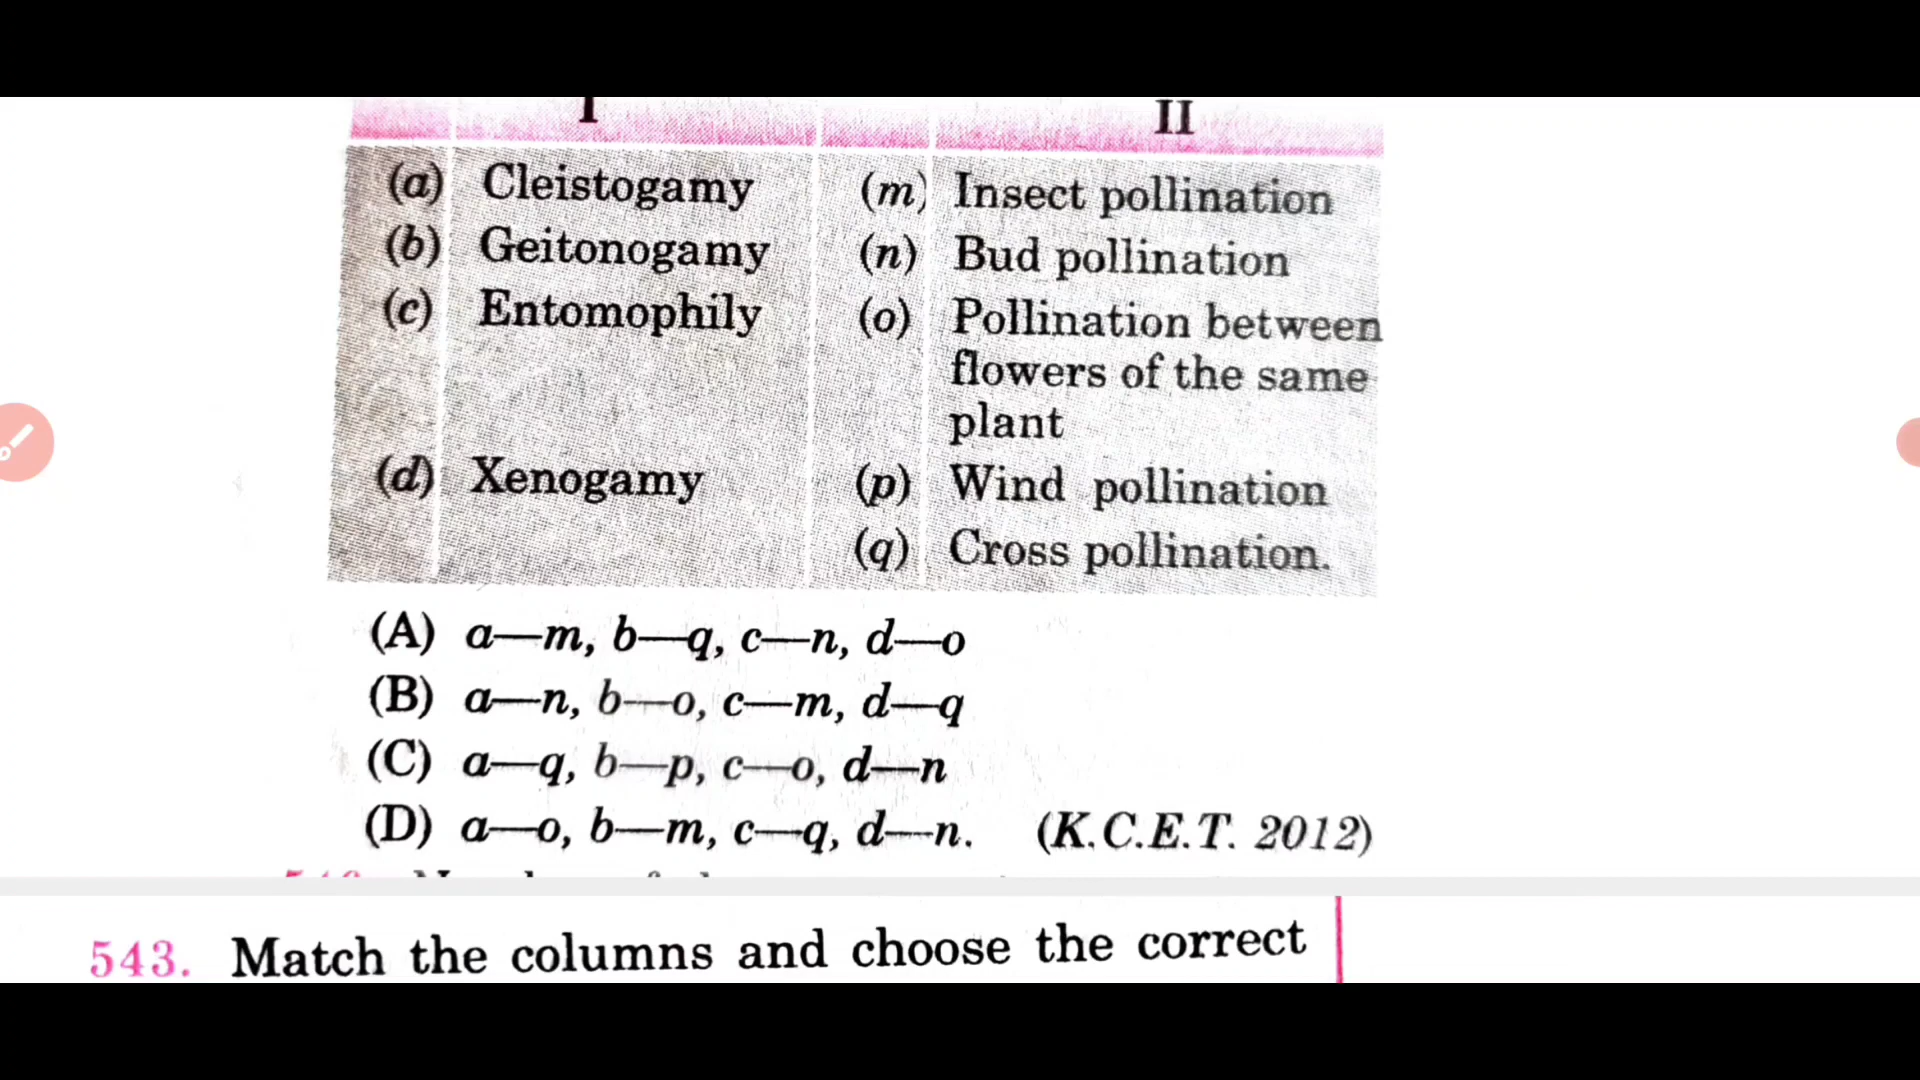 I II
(a) Cleistogamy (m) Insect pollination
(b) Geitonogamy (n) Bud pollination
(c) Entomophily (o) Pollination between
flowers of the same
plant
(d) Xenogamy (p) Wind pollination
(q) Cross pollination.
(A) a—m, b—q, c—n, d—o
(B) a—n, b—o, c—m, d—q
(C) a—q, b—p, c—o, d—n
(D) a—o, b—m, c—q, d—n. (K.C.E.T. 2012)
543. Match the columns and choose the correct